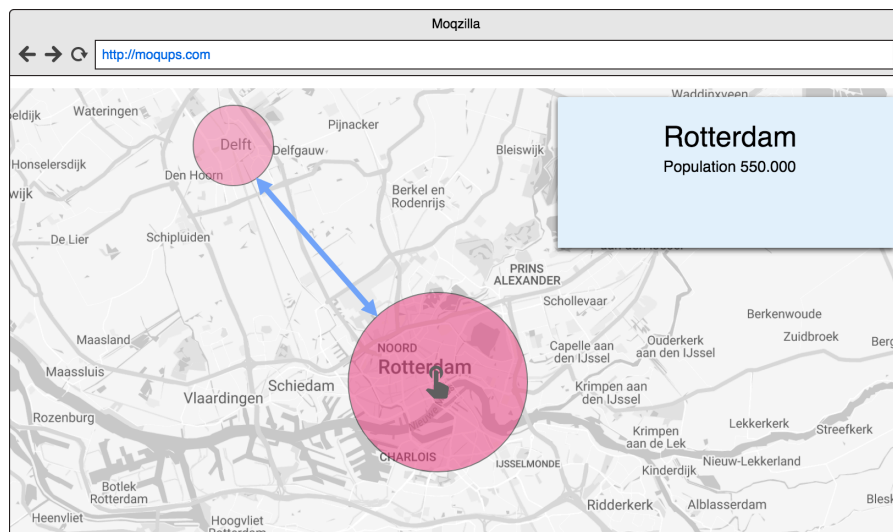 Moqzilla
http://moqups.com
Waddinxveen
Wateringen
Pijnacker
Rotterdam
Population 550.000
Delft
Delfgauw
Bleiswijk
Honselersdijk
Den Hoorn
Berkel en
Rodenrijs
De Lier
Schipluiden
PRINS
ALEXANDER
Schollevaar
Berkenwoude
Maasland
NOORD
Capelle aan
den IJssel
Ouderkerk
aan den IJssel
Zuidbroek
Maassluis
Rotterdam
Schiedam
Vlaardingen
Krimpen aan
den IJssel
Rozenburg
Krimpen
aan de Lek
Lekkerkerk
Streefkerk
CHARLOIS
IJSSELMONDE
Nieuw-Lekkerland
Kinderdijk
Botlek
Rotterdam
Ridderkerk
Alblasserdam
Heenvliet
Hoogvliet